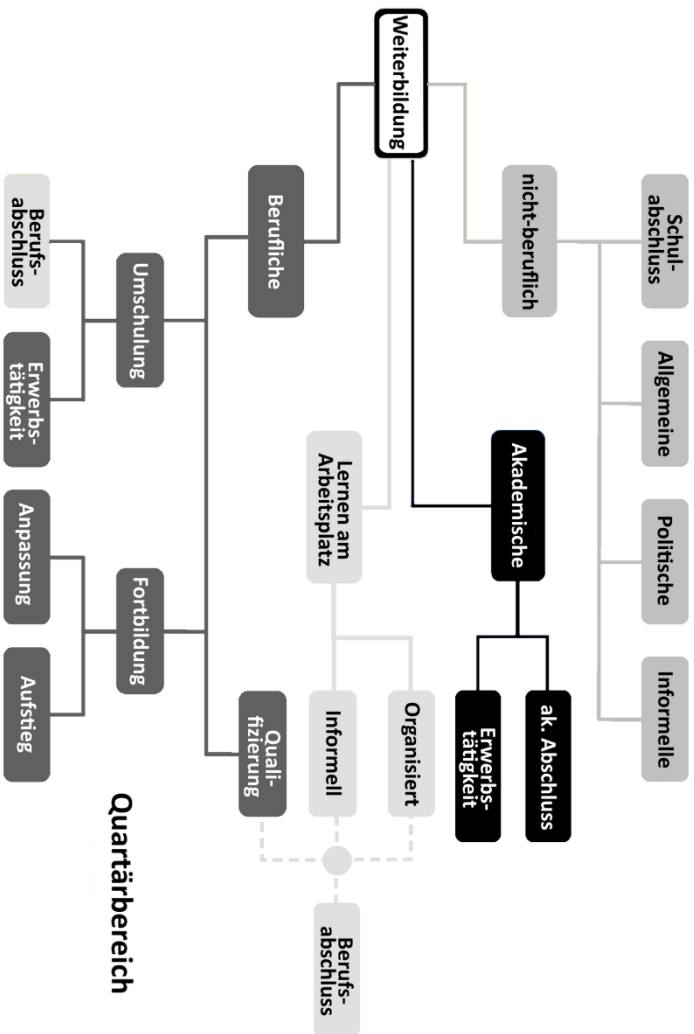 Weiterbildung
nicht-beruflich
Schul-
abschluss
Allgemeine
Politische
Informelle
Akademische
ak. Abschluss
Erwerbs-
tätigkeit
Lernen am
Arbeitsplatz
Organisiert
Informell
Berufs-
abschluss
Berufliche
Quali-
fizierung
Umschulung
Fortbildung
Berufs-
abschluss
Erwerbs-
tätigkeit
Anpassung
Aufstieg
Quartärbereich